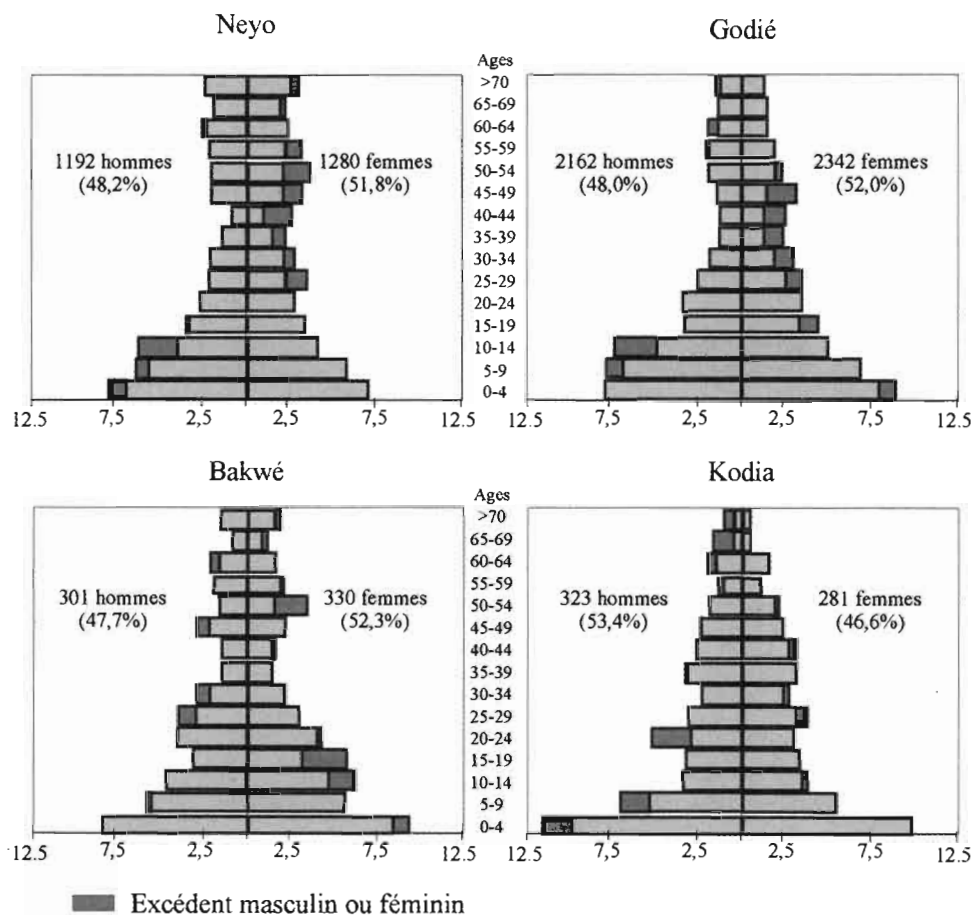 Neyo
Godié
Ages
>70
65-69
60-64
55-59
50-54
45-49
40-44
35-39
30-34
25-29
20-24
15-19
10-14
5-9
0-4
1192 hommes
(48,2%)
1280 femmes
(51,8%)
2162 hommes
(48,0%)
2342 femmes
(52,0%)
12.5 7,5 2,5 2,5 7,5 12.5
12.5 7,5 2,5 2,5 7,5 12.5
Bakwé
Kodia
Ages
>70
65-69
60-64
55-59
50-54
45-49
40-44
35-39
30-34
25-29
20-24
15-19
10-14
5-9
0-4
301 hommes
(47,7%)
330 femmes
(52,3%)
323 hommes
(53,4%)
281 femmes
(46,6%)
12.5 7,5 2,5 2,5 7,5 12.5
12.5 7,5 2,5 2,5 7,5 12.5
Excédent masculin ou féminin